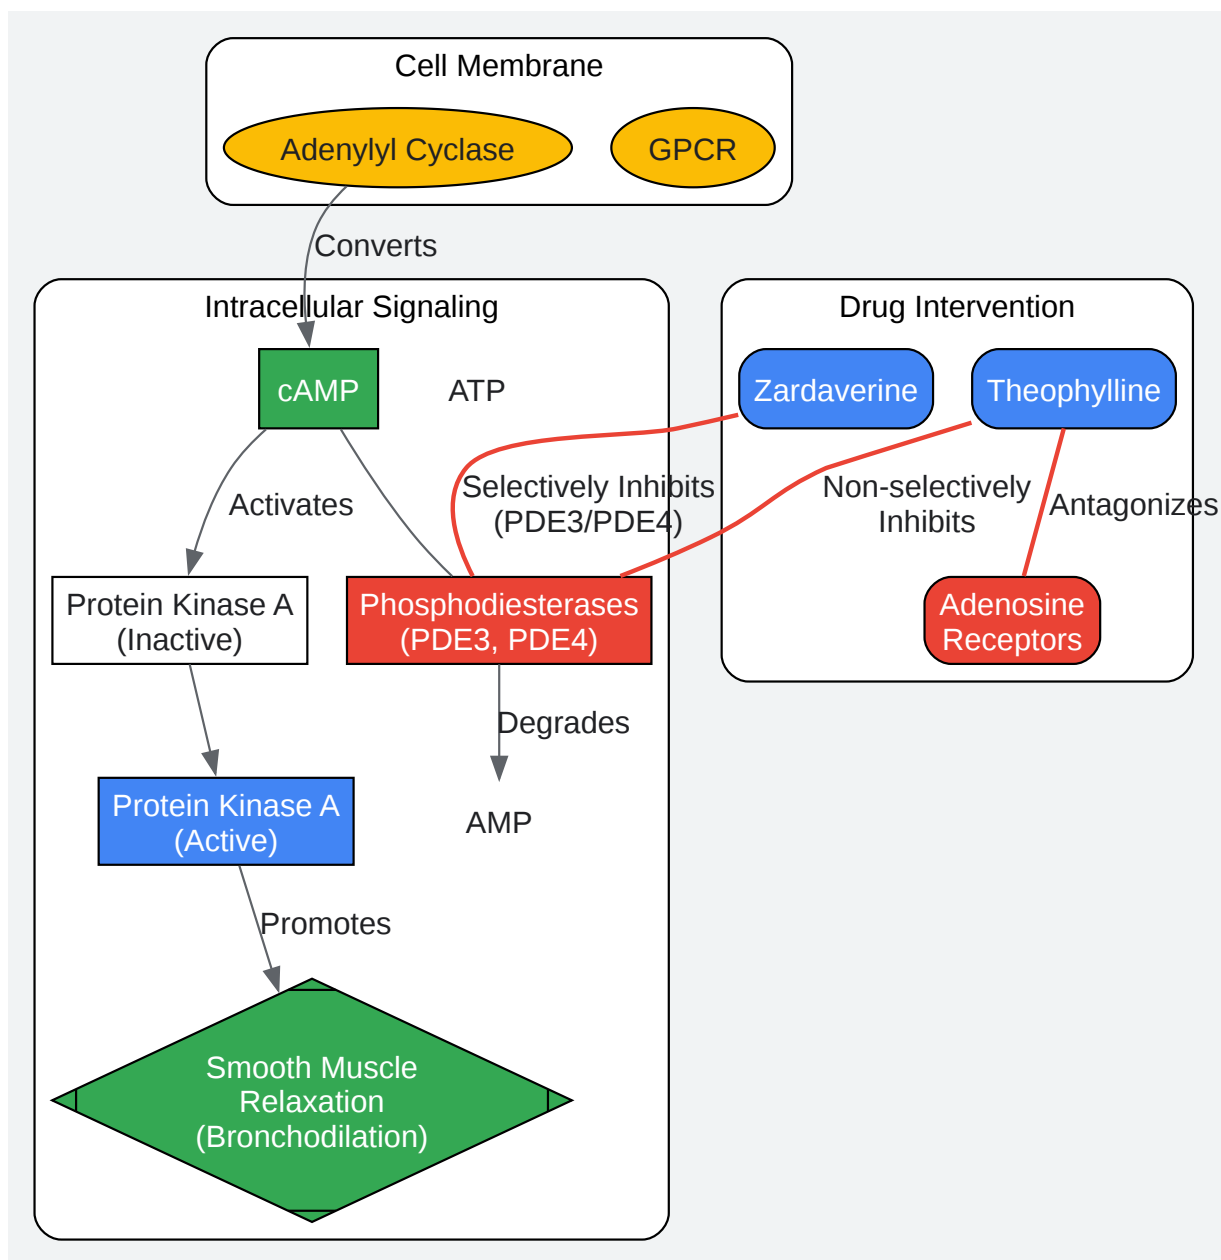 Cell Membrane
Adenylyl Cyclase
GPCR
Converts
Intracellular Signaling
Drug Intervention
cAMP
ATP
Zardaverine
Theophylline
Activates
Selectively Inhibits
(PDE3/PDE4)
Non-selectively
Inhibits
Antagonizes
Protein Kinase A
(Inactive)
Phosphodiesterases
(PDE3, PDE4)
Adenosine
Receptors
Degrades
Protein Kinase A
(Active)
AMP
Promotes
Smooth Muscle
Relaxation
(Bronchodilation)